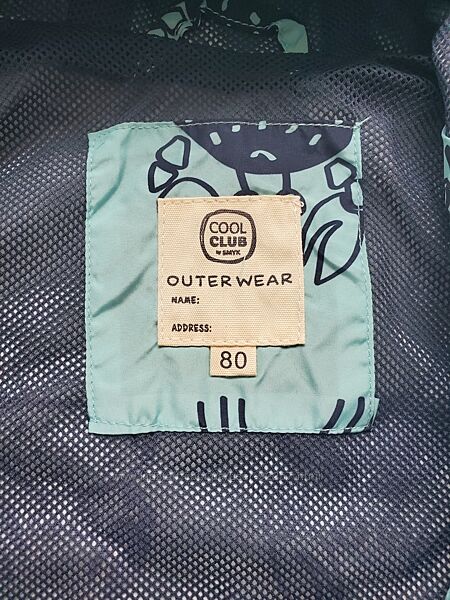 COOL
CLUB
by SMYK
OUTERWEAR
NAME:
ADDRESS:
80